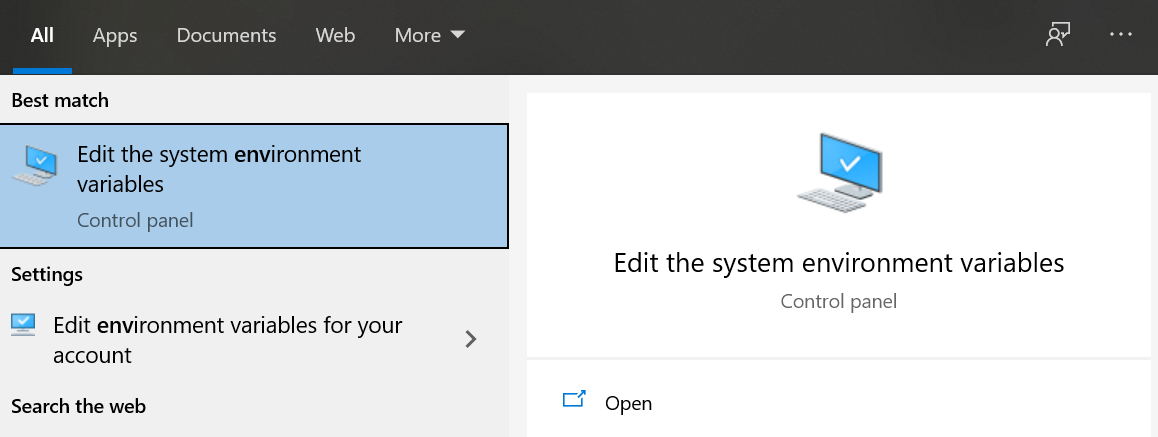 All Apps Documents Web More
Best match
Edit the system environment
variables
Control panel
Settings
Edit environment variables for your
account
Search the web
Edit the system environment variables
Control panel
Open